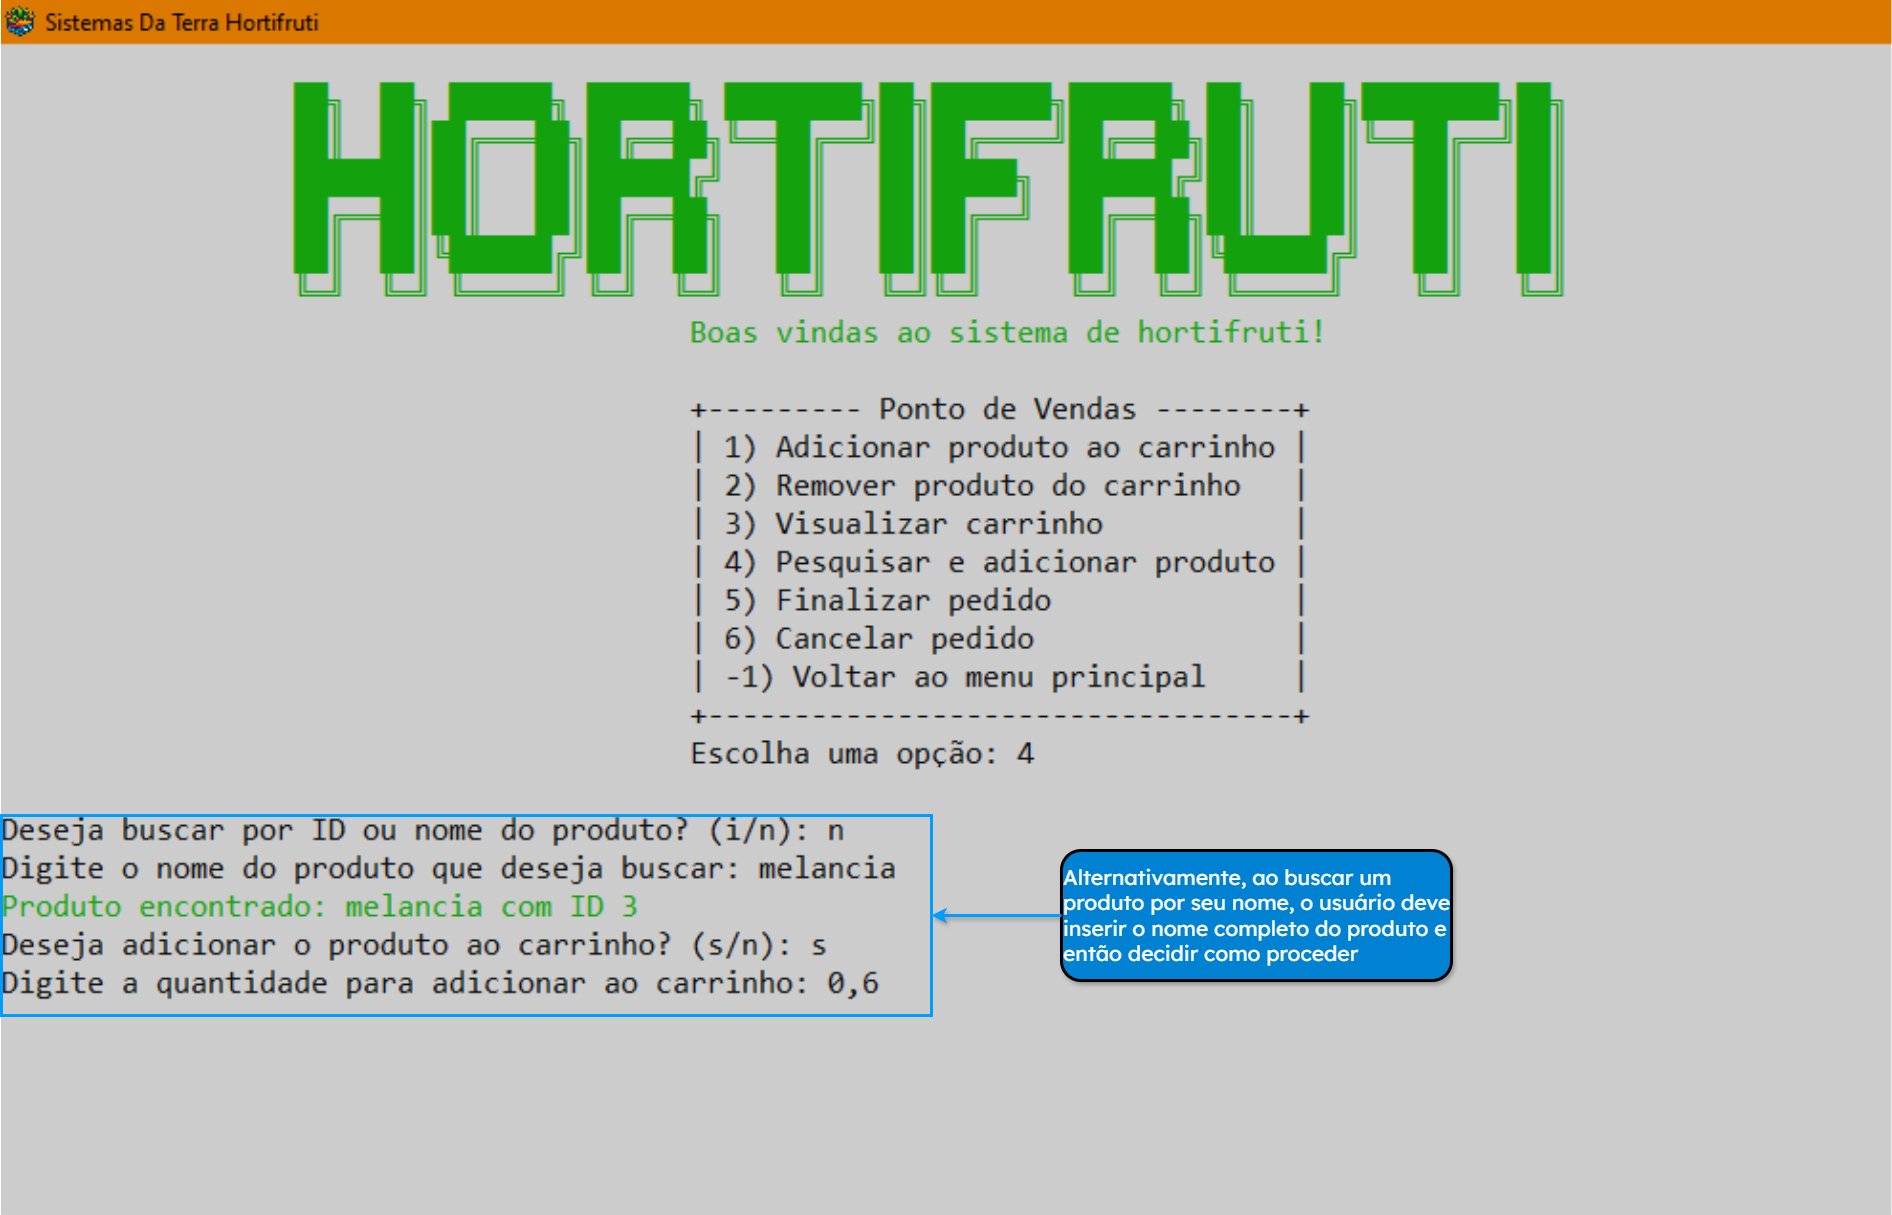 Sistemas Da Terra Hortifruti
HORTIFRUTI
Boas vindas ao sistema de hortifruti!
+--------- Ponto de Vendas --------+
| 1) Adicionar produto ao carrinho |
| 2) Remover produto do carrinho   |
| 3) Visualizar carrinho           |
| 4) Pesquisar e adicionar produto |
| 5) Finalizar pedido              |
| 6) Cancelar pedido               |
| -1) Voltar ao menu principal     |
+----------------------------------+
Escolha uma opção: 4
Deseja buscar por ID ou nome do produto? (i/n): n
Digite o nome do produto que deseja buscar: melancia
Produto encontrado: melancia com ID 3
Deseja adicionar o produto ao carrinho? (s/n): s
Digite a quantidade para adicionar ao carrinho: 0,6
Alternativamente, ao buscar um
produto por seu nome, o usuário deve
inserir o nome completo do produto e
então decidir como proceder